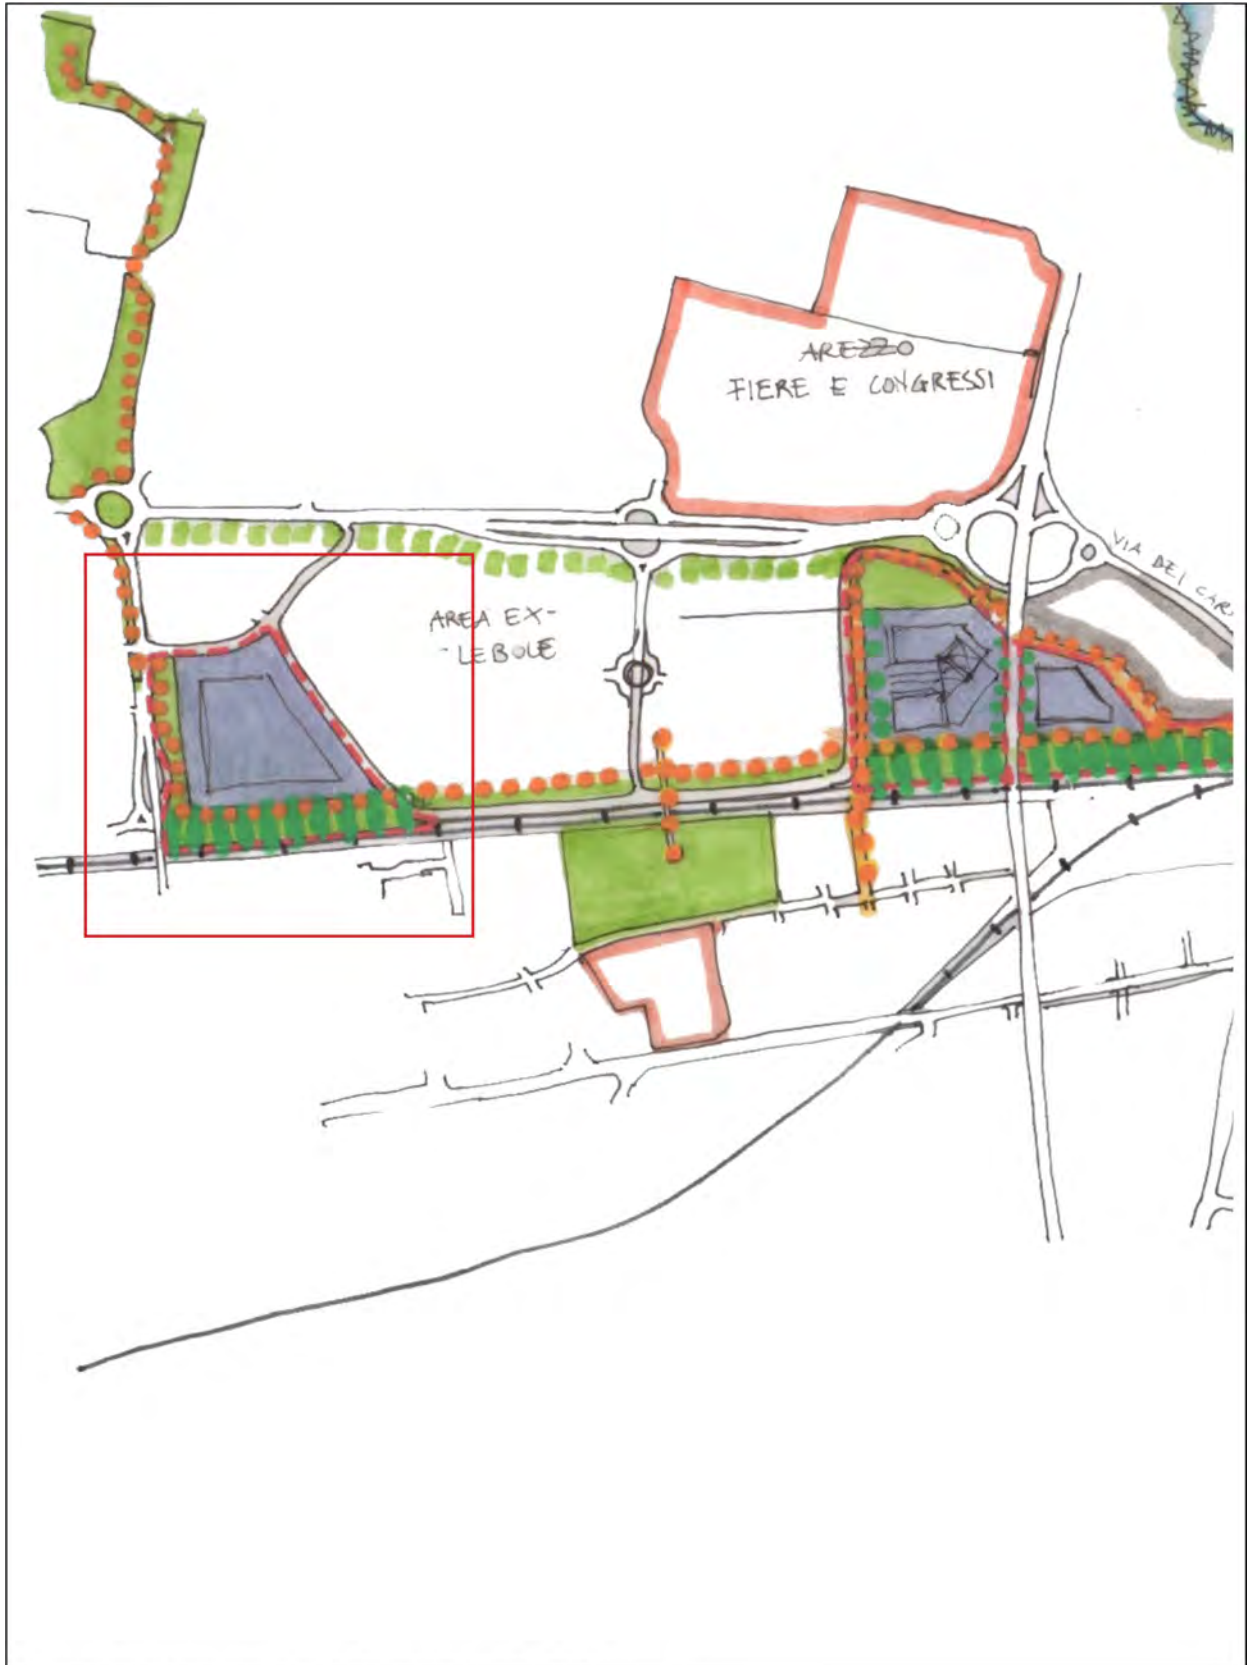 AREZZO
FIERE E CONGRESSI
VIA DEI CAR
AREA EX-
- LEBOLE